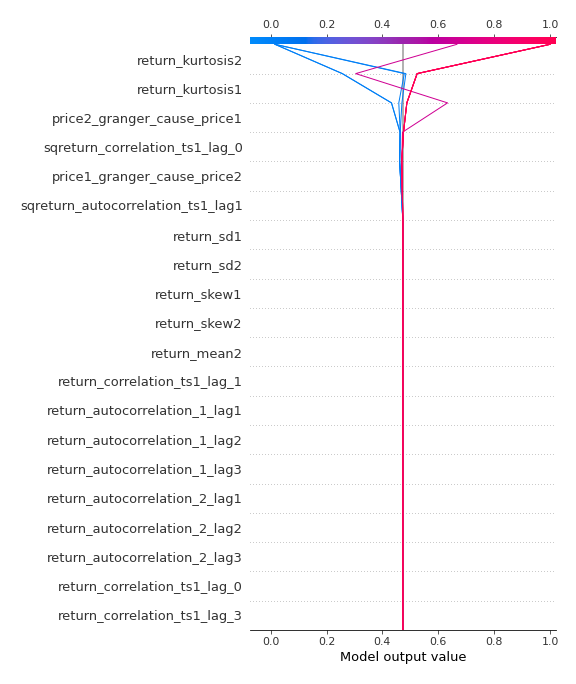 0.0 0.2 0.4 0.6 0.8 1.0
return_kurtosis2
return_kurtosis1
price2_granger_cause_price1
sqreturn_correlation_ts1_lag_0
price1_granger_cause_price2
sqreturn_autocorrelation_ts1_lag1
return_sd1
return_sd2
return_skew1
return_skew2
return_mean2
return_correlation_ts1_lag_1
return_autocorrelation_1_lag1
return_autocorrelation_1_lag2
return_autocorrelation_1_lag3
return_autocorrelation_2_lag1
return_autocorrelation_2_lag2
return_autocorrelation_2_lag3
return_correlation_ts1_lag_0
return_correlation_ts1_lag_3
0.0 0.2 0.4 0.6 0.8 1.0
Model output value